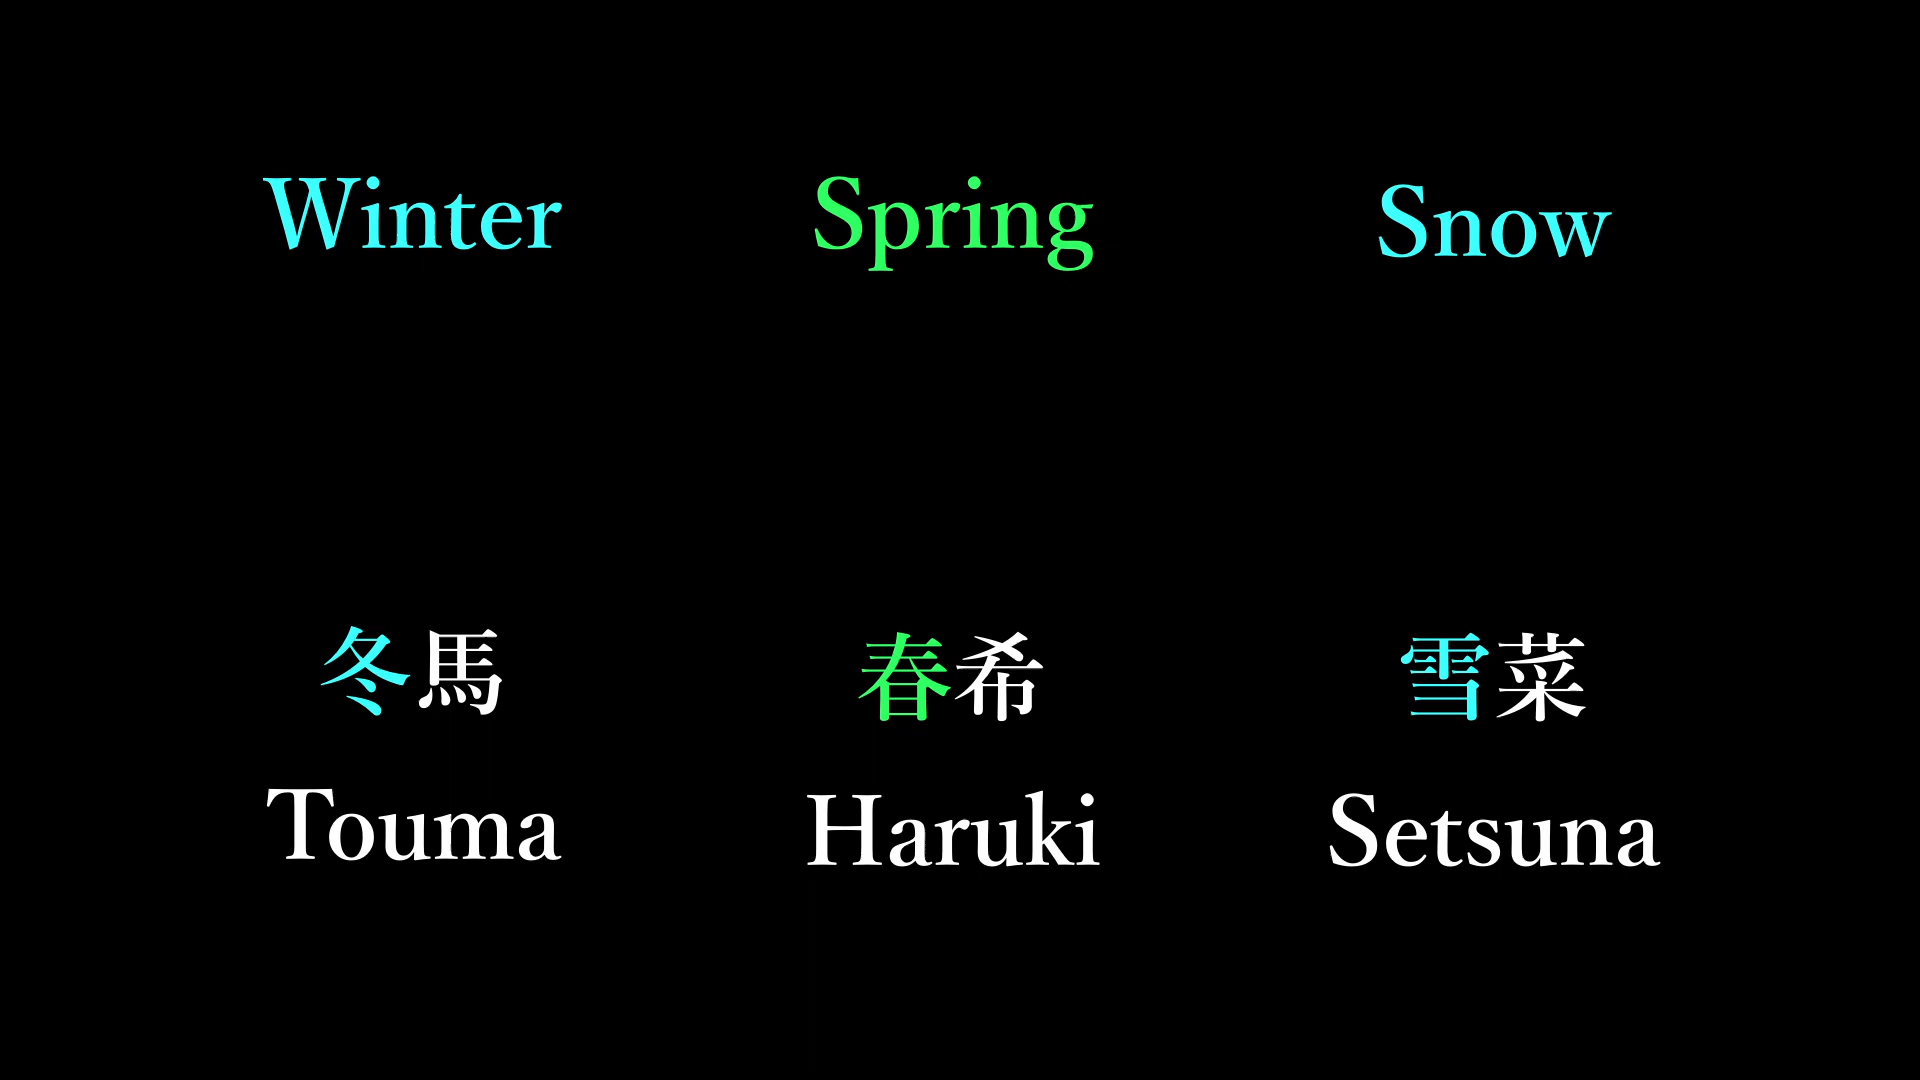 Winter
Spring
Snow
冬馬
春希
雪菜
Touma
Haruki
Setsuna